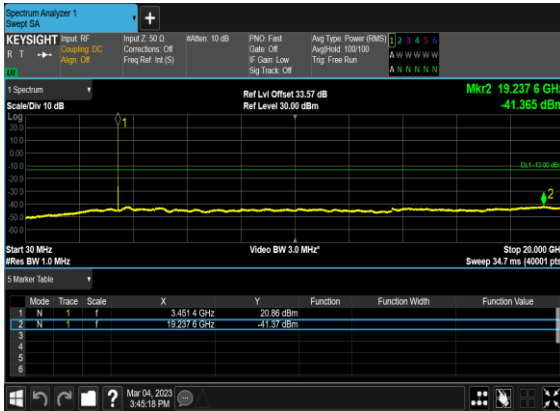 Spectrum Analyzer 1
Swept SA
+
KEYSIGHT Input: RF Input Z: 50 Ω #Atten: 10 dB PNO: Fast Avg Type: Power (RMS) 1 2 3 4 5 6
R T Coupling: DC Corrections: Off Gate: Off Avg|Hold: 100/100 A W W W W W
Align: Off Freq Ref: Int (S) IF Gain: Low Trig: Free Run
Sig Track: Off A N N N N N
1 Spectrum Ref Lvl Offset 33.57 dB Mkr2 19.237 6 GHz
Scale/Div 10 dB Ref Level 30.00 dBm -41.365 dBm
Log
1
20.0
10.0
0.00
-10.0
DL1 -13.00 dBm
-20.0
-30.0
2
-40.0
-50.0
-60.0
Start 30 MHz Video BW 3.0 MHz* Stop 20.000 GHz
#Res BW 1.0 MHz Sweep 34.7 ms (40001 pts)
5 Marker Table
Mode Trace Scale X Y Function Function Width Function Value
1 N 1 f 3.451 4 GHz 20.86 dBm
2 N 1 f 19.237 6 GHz -41.37 dBm
3
4
5
6
? Mar 04, 2023
3:45:18 PM